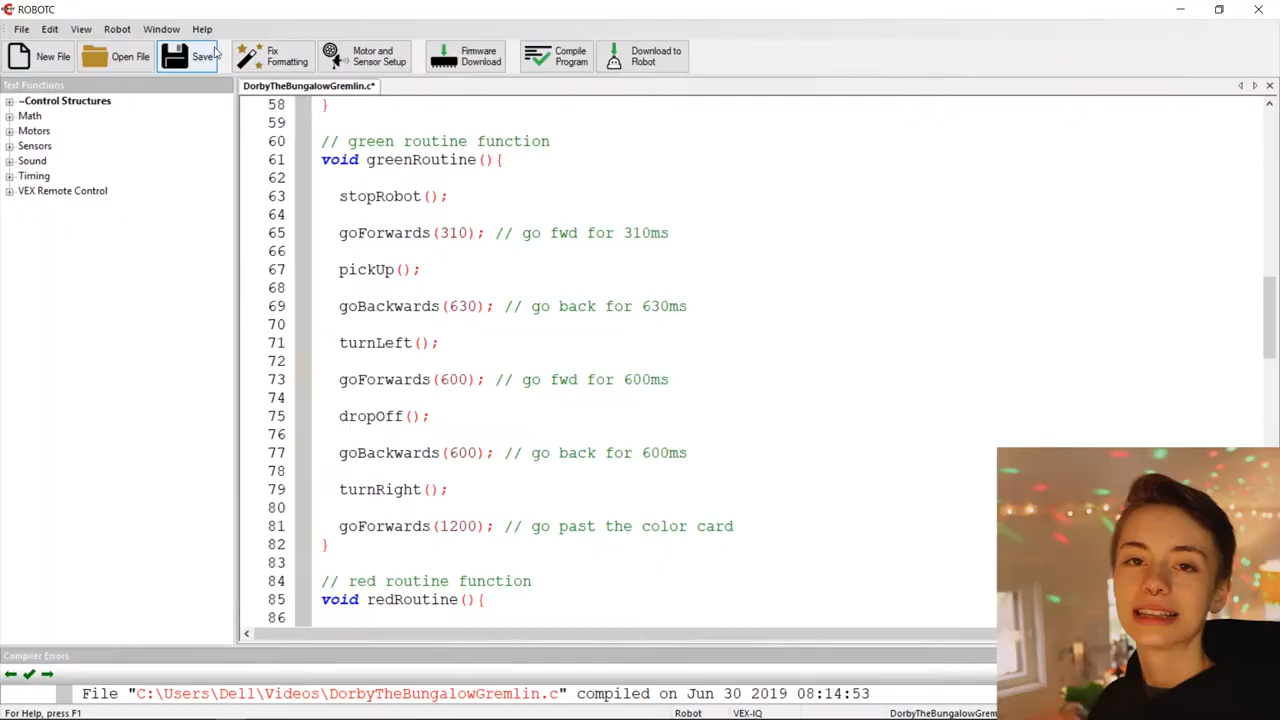 ROBOTC
File Edit View Robot Window Help
New File Open File Save Fix Formatting Motor and Sensor Setup Firmware Download Compile Program Download to Robot
Text Functions
~Control Structures
Math
Motors
Sensors
Sound
Timing
VEX Remote Control
DorbyTheBungalowGremlin.c*
58 }
59
60 // green routine function
61 void greenRoutine(){
62
63 stopRobot();
64
65 goForwards(310); // go fwd for 310ms
66
67 pickUp();
68
69 goBackwards(630); // go back for 630ms
70
71 turnLeft();
72
73 goForwards(600); // go fwd for 600ms
74
75 dropOff();
76
77 goBackwards(600); // go back for 600ms
78
79 turnRight();
80
81 goForwards(1200); // go past the color card
82 }
83
84 // red routine function
85 void redRoutine(){
86
Compiler Errors
File "C:\Users\Dell\Videos\DorbyTheBungalowGremlin.c" compiled on Jun 30 2019 08:14:53
For Help, press F1 Robot VEX-IQ DorbyTheBungalowGrem